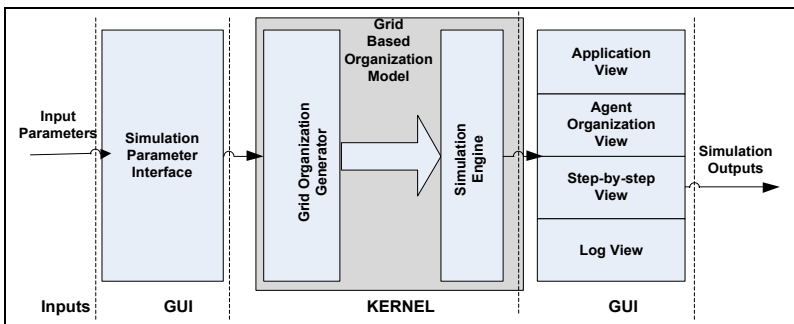 Input
Parameters
Simulation
Parameter
Interface
Grid
Based
Organization
Model
Grid Organization
Generator
Simulation
Engine
Application
View
Agent
Organization
View
Step-by-step
View
Log View
Simulation
Outputs
Inputs
GUI
KERNEL
GUI